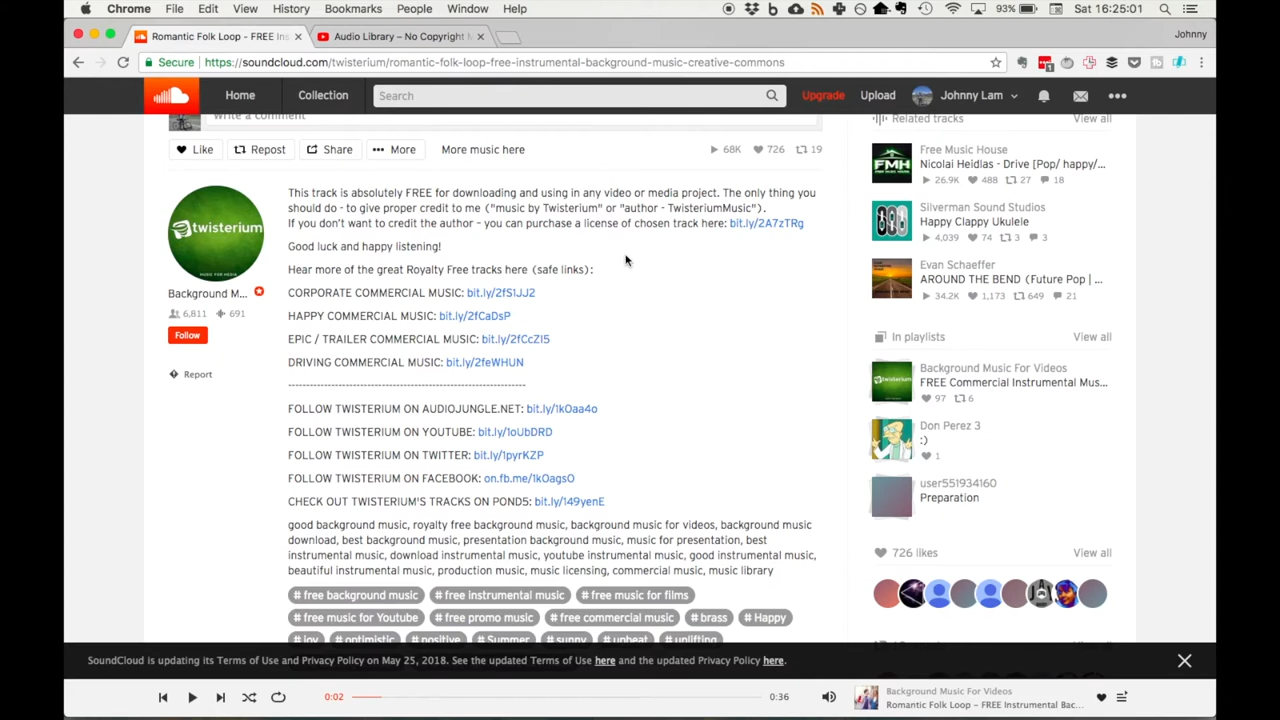 Chrome File Edit View History Bookmarks People Window Help 93% Sat 16:25:01
Romantic Folk Loop - FREE Ins Audio Library – No Copyright M Johnny
Secure https://soundcloud.com/twisterium/romantic-folk-loop-free-instrumental-background-music-creative-commons
Home Collection Search Upgrade Upload Johnny Lam
Write a comment
Like Repost Share More More music here 68K 726 19
This track is absolutely FREE for downloading and using in any video or media project. The only thing you
should do - to give proper credit to me ("music by Twisterium" or "author - TwisteriumMusic").
If you don't want to credit the author – you can purchase a license of chosen track here: bit.ly/2A7zTRg
Good luck and happy listening!
Hear more of the great Royalty Free tracks here (safe links):
CORPORATE COMMERCIAL MUSIC: bit.ly/2fS1JJ2
HAPPY COMMERCIAL MUSIC: bit.ly/2fCaDsP
EPIC / TRAILER COMMERCIAL MUSIC: bit.ly/2fCcZI5
DRIVING COMMERCIAL MUSIC: bit.ly/2feWHUN
------------------------------------------------------------------
FOLLOW TWISTERIUM ON AUDIOJUNGLE.NET: bit.ly/1kOaa4o
FOLLOW TWISTERIUM ON YOUTUBE: bit.ly/1oUbDRD
FOLLOW TWISTERIUM ON TWITTER: bit.ly/1pyrKZP
FOLLOW TWISTERIUM ON FACEBOOK: on.fb.me/1kOagsO
CHECK OUT TWISTERIUM'S TRACKS ON POND5: bit.ly/149yenE
good background music, royalty free background music, background music for videos, background music
download, best background music, presentation background music, music for presentation, best
instrumental music, download instrumental music, youtube instrumental music, good instrumental music,
beautiful instrumental music, production music, music licensing, commercial music, music library
# free background music # free instrumental music # free music for films
# free music for Youtube # free promo music # free commercial music # brass # Happy
# joy # optimistic # positive # Summer # sunny # upbeat # uplifting
twisterium
MUSIC FOR MEDIA
Background M...
6,811 691
Follow
Report
Related tracks View all
FMH
Free Music House
Nicolai Heidlas - Drive [Pop/ happy/...
26.9K 488 27 18
Silverman Sound Studios
Happy Clappy Ukulele
4,039 74 3 3
Evan Schaeffer
AROUND THE BEND (Future Pop | ...
34.2K 1,173 649 21
In playlists View all
twisterium
Background Music For Videos
FREE Commercial Instrumental Mus...
97 6
Don Perez 3
:)
1
user551934160
Preparation
726 likes View all
SoundCloud is updating its Terms of Use and Privacy Policy on May 25, 2018. See the updated Terms of Use here and the updated Privacy Policy here.
0:02 0:36 Background Music For Videos
Romantic Folk Loop – FREE Instrumental Bac...